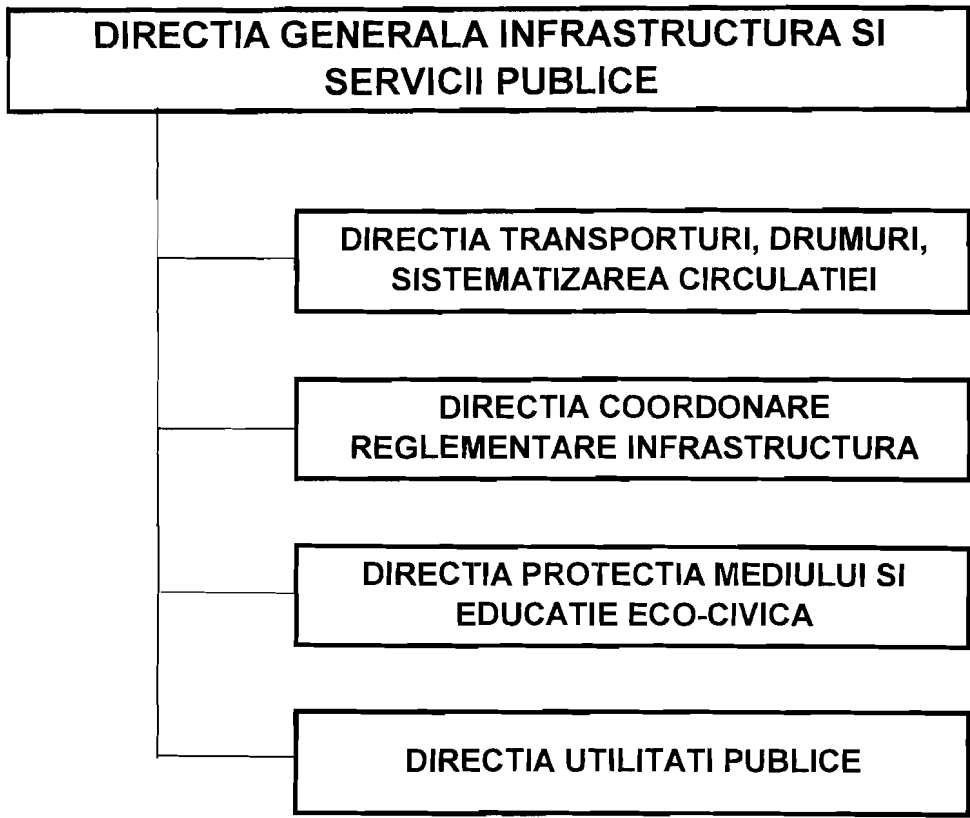 DIRECTIA GENERALA INFRASTRUCTURA SI
SERVICII PUBLICE
DIRECTIA TRANSPORTURI, DRUMURI,
SISTEMATIZAREA CIRCULATIEI
DIRECTIA COORDONARE
REGLEMENTARE INFRASTRUCTURA
DIRECTIA PROTECTIA MEDIULUI SI
EDUCATIE ECO-CIVICA
DIRECTIA UTILITATI PUBLICE